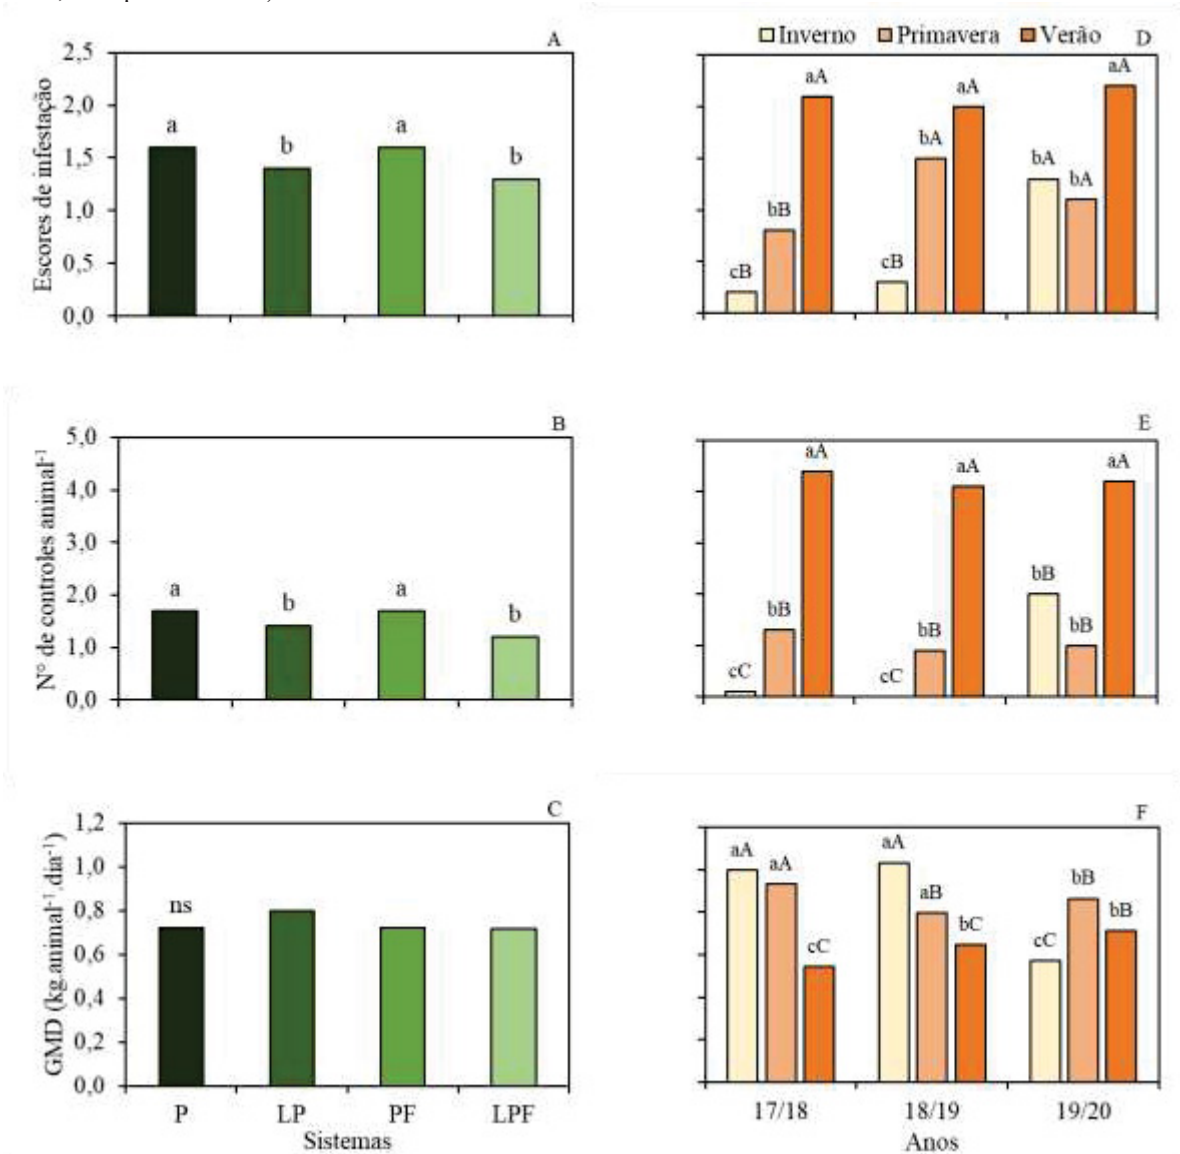 A
2,5
2,0
1,5
1,0
0,5
0,0
Escores de infestação
a
b
a
b
Inverno Primavera Verão D
cB
bB
aA
cB
bA
aA
bA
bA
aA
B
5,0
4,0
3,0
2,0
1,0
0,0
N° de controles animal-1
a
b
a
b
E
cC
bB
aA
cC
bB
aA
bB
bB
aA
C
1,2
1,0
0,8
0,6
0,4
0,2
0,0
GMD (kg.animal-1.dia-1)
ns
P LP PF LPF
Sistemas
F
aA
aA
cC
aA
aB
bC
cC
bB
bB
17/18 18/19 19/20
Anos